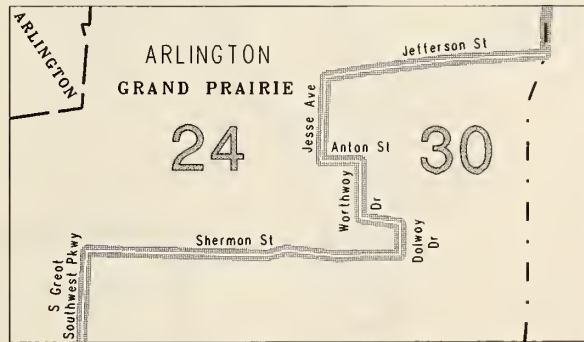 ARLINGTON
ARLINGTON
GRAND PRAIRIE
24
30
Jefferson St
Jesse Ave
Anton St
Worthway
Dr
Dalway
Dr
Sherman St
S Great
Southwest Pkwy